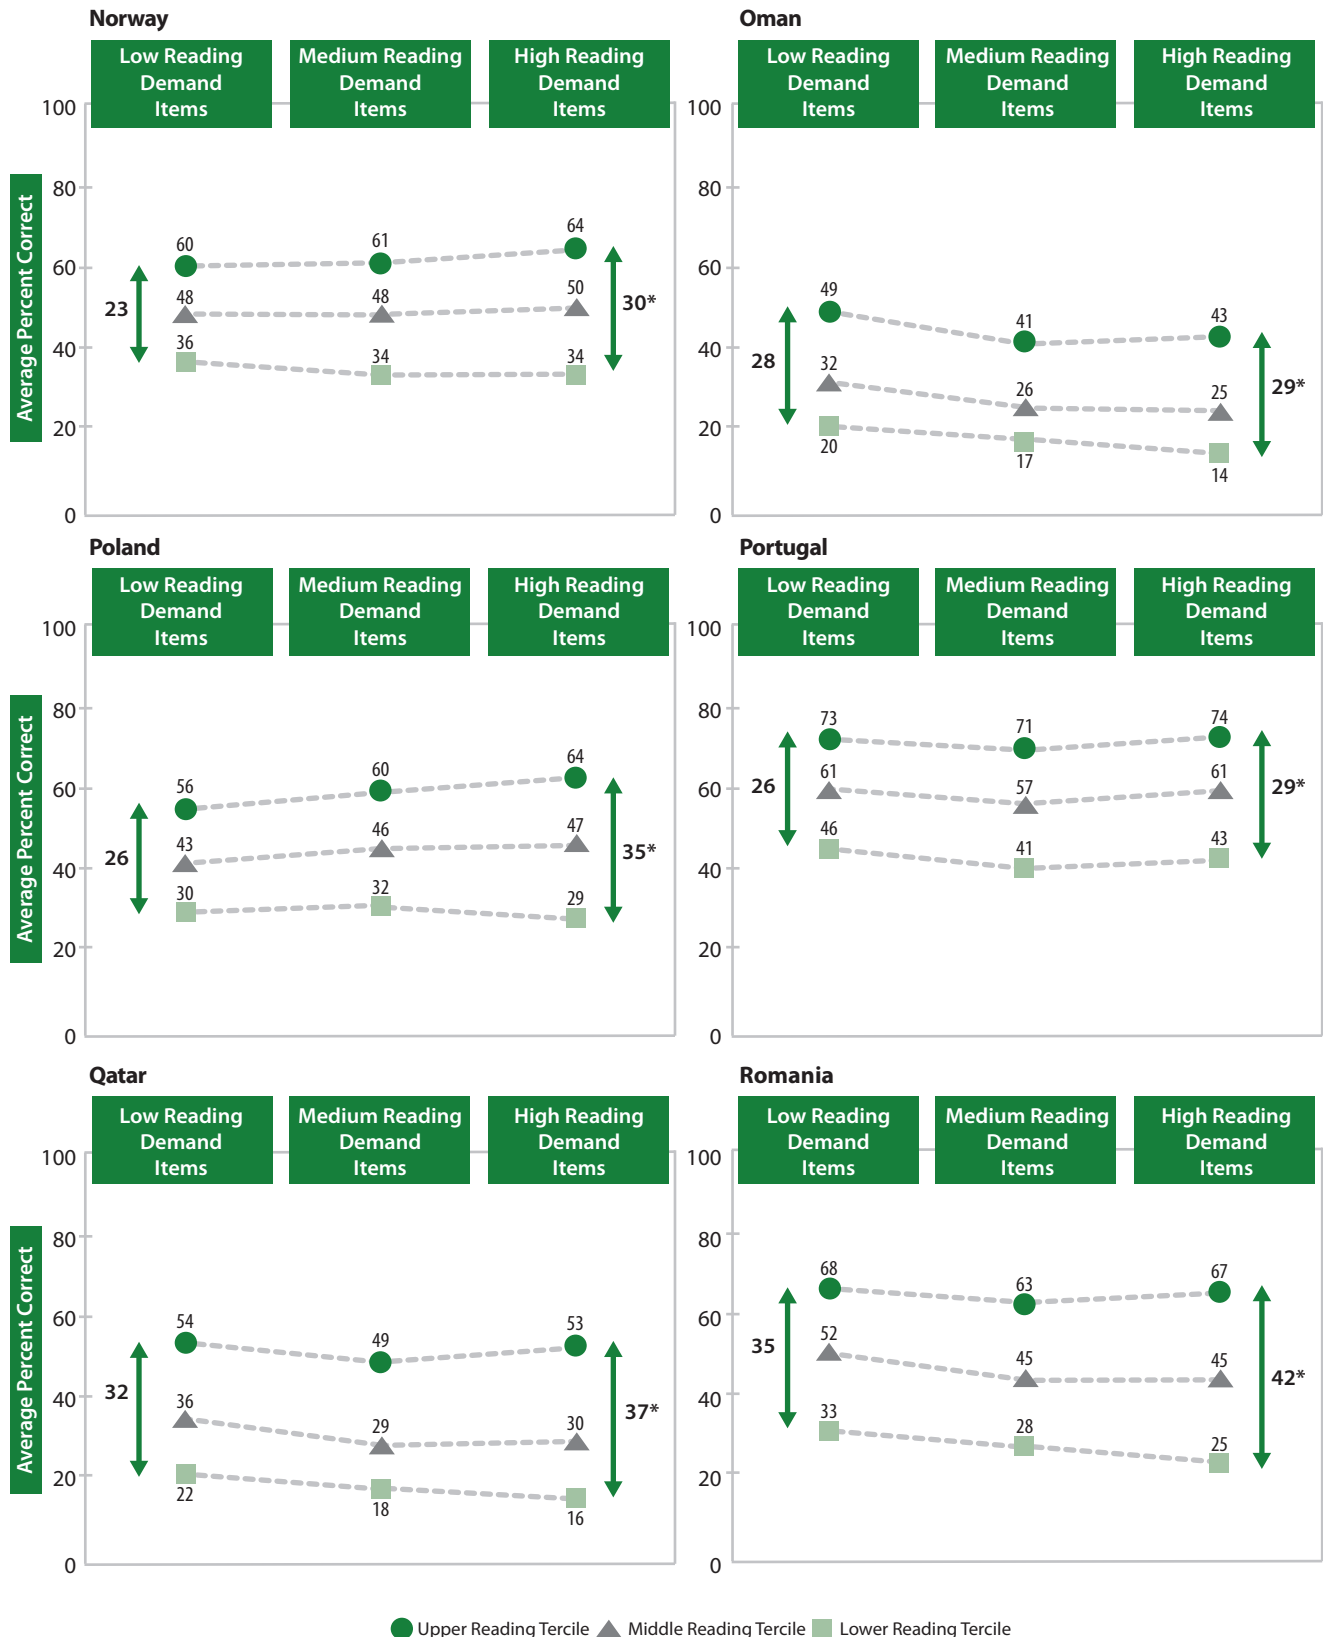 Norway
Low Reading
Demand
Items
Medium Reading
Demand
Items
High Reading
Demand
Items
Average Percent Correct
100
80
60
40
20
0
60
61
64
48
48
50
36
34
34
23
30*
Oman
Low Reading
Demand
Items
Medium Reading
Demand
Items
High Reading
Demand
Items
100
80
60
40
20
0
49
41
43
32
26
25
20
17
14
28
29*
Poland
Low Reading
Demand
Items
Medium Reading
Demand
Items
High Reading
Demand
Items
Average Percent Correct
100
80
60
40
20
0
56
60
64
43
46
47
30
32
29
26
35*
Portugal
Low Reading
Demand
Items
Medium Reading
Demand
Items
High Reading
Demand
Items
100
80
60
40
20
0
73
71
74
61
57
61
46
41
43
26
29*
Qatar
Low Reading
Demand
Items
Medium Reading
Demand
Items
High Reading
Demand
Items
Average Percent Correct
100
80
60
40
20
0
54
49
53
36
29
30
22
18
16
32
37*
Romania
Low Reading
Demand
Items
Medium Reading
Demand
Items
High Reading
Demand
Items
100
80
60
40
20
0
68
63
67
52
45
45
33
28
25
35
42*
Upper Reading Tercile Middle Reading Tercile Lower Reading Tercile